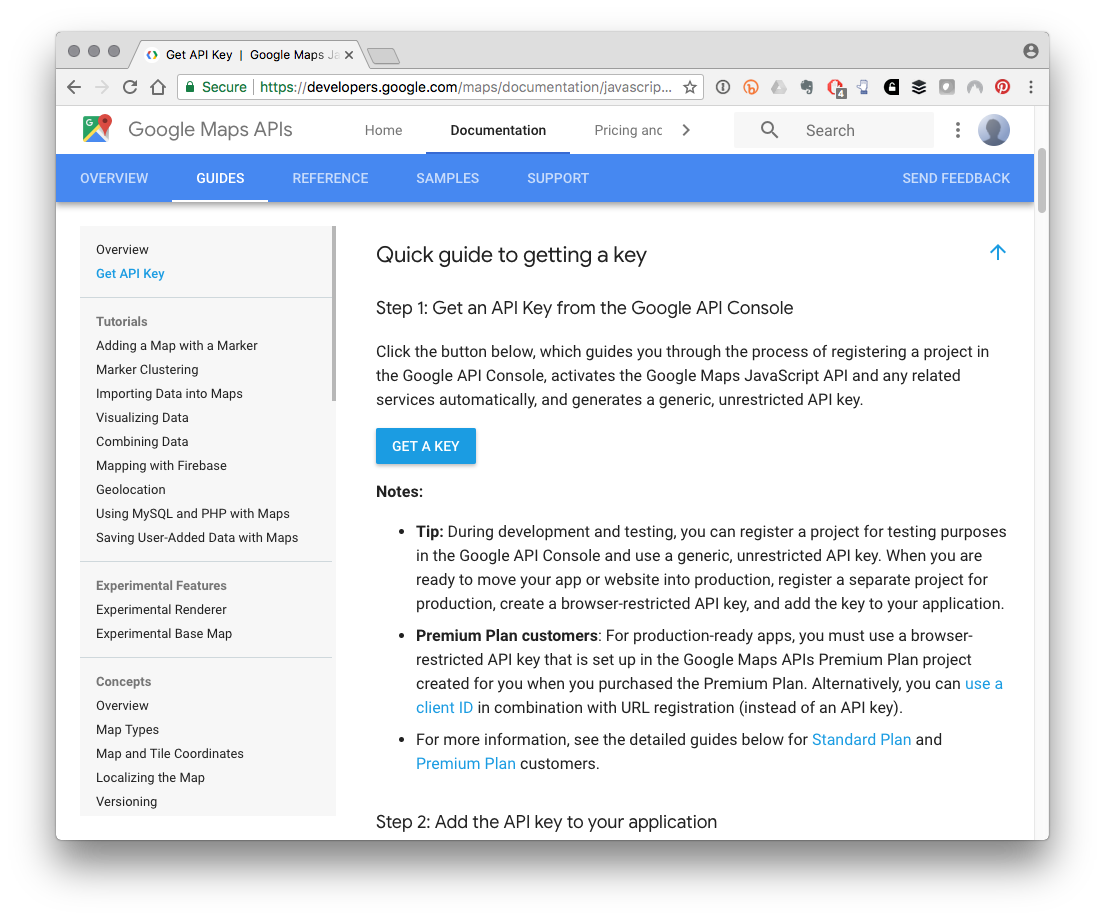 Get API Key | Google Maps Ja
Secure https://developers.google.com/maps/documentation/javascrip...
4
G
Google Maps APIs
Home
Documentation
Pricing and
Search
OVERVIEW
GUIDES
REFERENCE
SAMPLES
SUPPORT
SEND FEEDBACK
Overview
Get API Key
Tutorials
Adding a Map with a Marker
Marker Clustering
Importing Data into Maps
Visualizing Data
Combining Data
Mapping with Firebase
Geolocation
Using MySQL and PHP with Maps
Saving User-Added Data with Maps
Experimental Features
Experimental Renderer
Experimental Base Map
Concepts
Overview
Map Types
Map and Tile Coordinates
Localizing the Map
Versioning
Quick guide to getting a key
Step 1: Get an API Key from the Google API Console
Click the button below, which guides you through the process of registering a project in
the Google API Console, activates the Google Maps JavaScript API and any related
services automatically, and generates a generic, unrestricted API key.
GET A KEY
Notes:
• Tip: During development and testing, you can register a project for testing purposes
in the Google API Console and use a generic, unrestricted API key. When you are
ready to move your app or website into production, register a separate project for
production, create a browser-restricted API key, and add the key to your application.
• Premium Plan customers: For production-ready apps, you must use a browser-
restricted API key that is set up in the Google Maps APIs Premium Plan project
created for you when you purchased the Premium Plan. Alternatively, you can use a
client ID in combination with URL registration (instead of an API key).
• For more information, see the detailed guides below for Standard Plan and
Premium Plan customers.
Step 2: Add the API key to your application